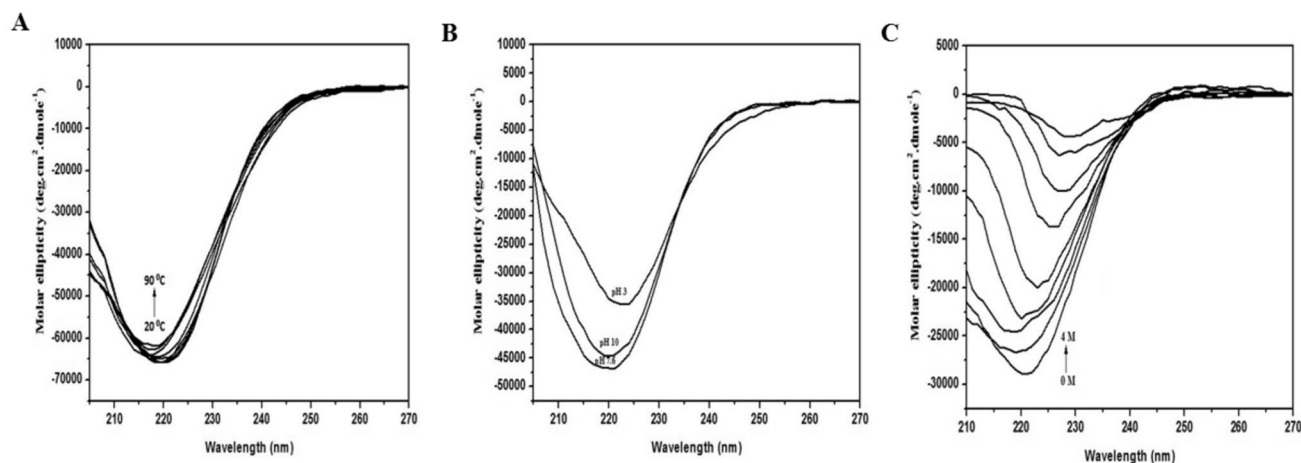 A
B
C
Molar ellipticity (deg.cm².dmole⁻¹)
10000
0
-10000
-20000
-30000
-40000
-50000
-60000
-70000
90 ⁰C
20 ⁰C
210 220 230 240 250 260 270
Wavelength (nm)
Molar ellipticity (deg.cm².dmole⁻¹)
10000
5000
0
-5000
-10000
-15000
-20000
-25000
-30000
-35000
-40000
-45000
-50000
pH 3
pH 10
pH 7.6
210 220 230 240 250 260 270
Wavelength (nm)
Molar ellipticity (deg.cm².dmole⁻¹)
5000
0
-5000
-10000
-15000
-20000
-25000
-30000
4 M
0 M
210 220 230 240 250 260 270
Wavelength (nm)